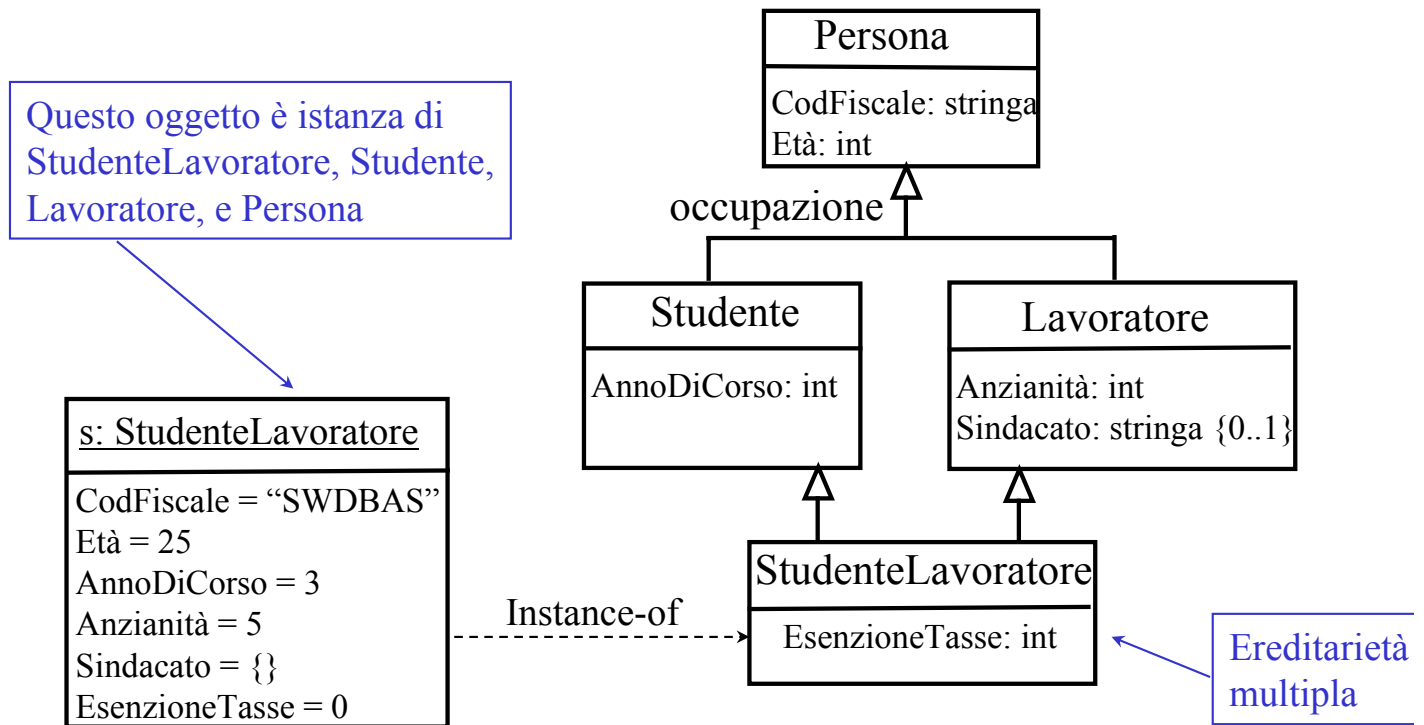 Persona
CodFiscale: stringa
Età: int
Questo oggetto è istanza di
StudenteLavoratore, Studente,
Lavoratore, e Persona
occupazione
Studente
AnnoDiCorso: int
Lavoratore
Anzianità: int
Sindacato: stringa {0..1}
s: StudenteLavoratore
CodFiscale = “SWDBAS”
Età = 25
AnnoDiCorso = 3
Anzianità = 5
Sindacato = {}
EsenzioneTasse = 0
Instance-of
StudenteLavoratore
EsenzioneTasse: int
Ereditarietà
multipla